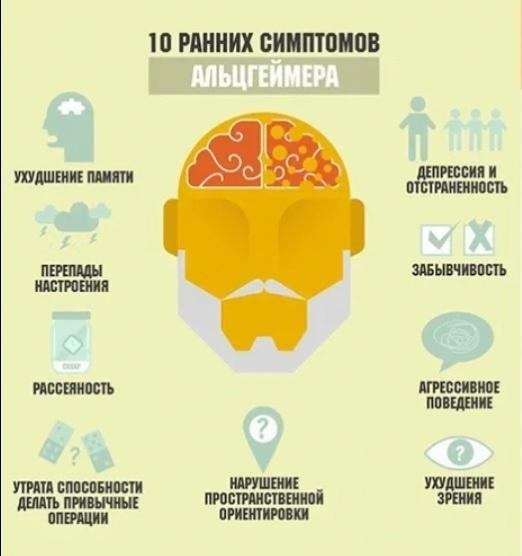 10 РАННИХ СИМПТОМОВ
АЛЬЦГЕЙМЕРА
УХУДШЕНИЕ ПАМЯТИ
ПЕРЕПАДЫ
НАСТРОЕНИЯ
РАССЕЯНОСТЬ
УТРАТА СПОСОБНОСТИ
ДЕЛАТЬ ПРИВЫЧНЫЕ
ОПЕРАЦИИ
?
?
НАРУШЕНИЕ
ПРОСТРАНСТВЕННОЙ
ОРИЕНТИРОВКИ
ДЕПРЕССИЯ И
ОТСТРАНЕННОСТЬ
ЗАБЫВЧИВОСТЬ
АГРЕССИВНОЕ
ПОВЕДЕНИЕ
?
УХУДШЕНИЕ
ЗРЕНИЯ